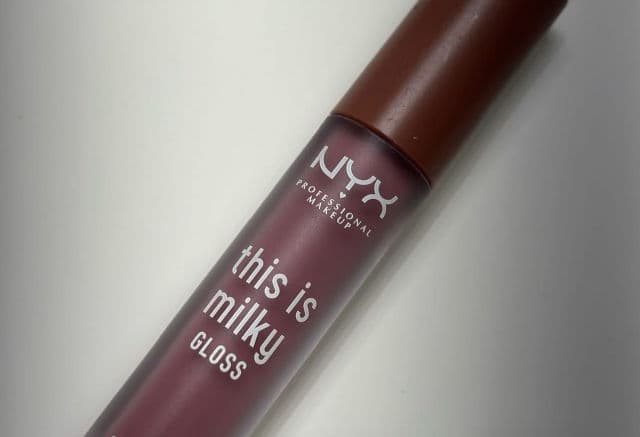 NYX
PROFESSIONAL
MAKEUP
this is
milky
GLOSS